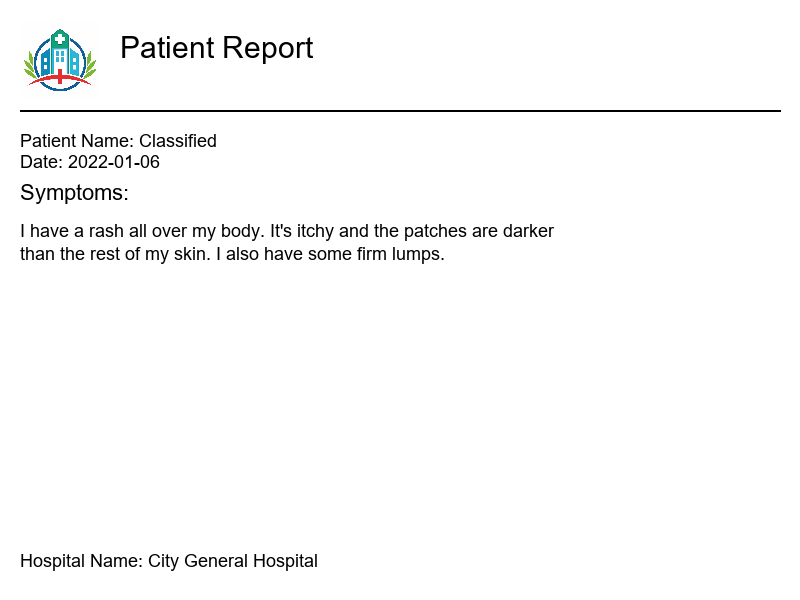 Patient Report
Patient Name: Classified
Date: 2022-01-06
Symptoms:
I have a rash all over my body. It's itchy and the patches are darker
than the rest of my skin. I also have some firm lumps.
Hospital Name: City General Hospital